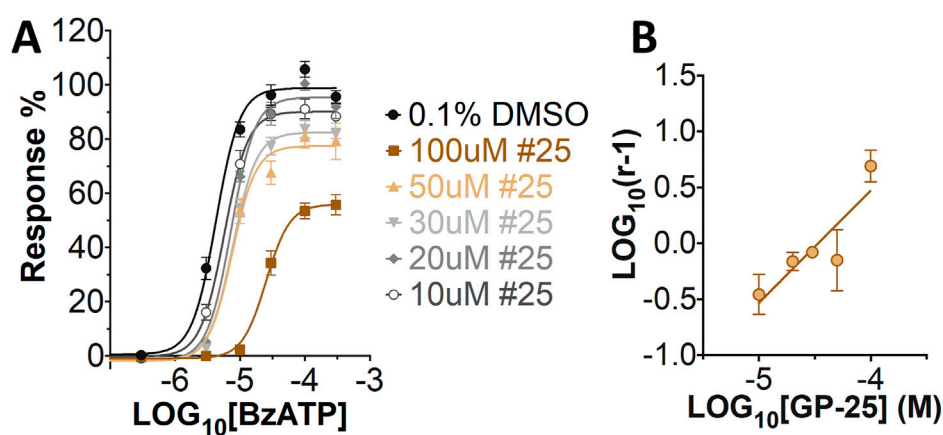 A
Response %
120
100
80
60
40
20
0
-6
-5
-4
-3
LOG10[BzATP]
0.1% DMSO
100uM #25
50uM #25
30uM #25
20uM #25
10uM #25
B
LOG10(r-1)
1.5
1.0
0.5
-0.0
-0.5
-1.0
-5
-4
LOG10[GP-25] (M)